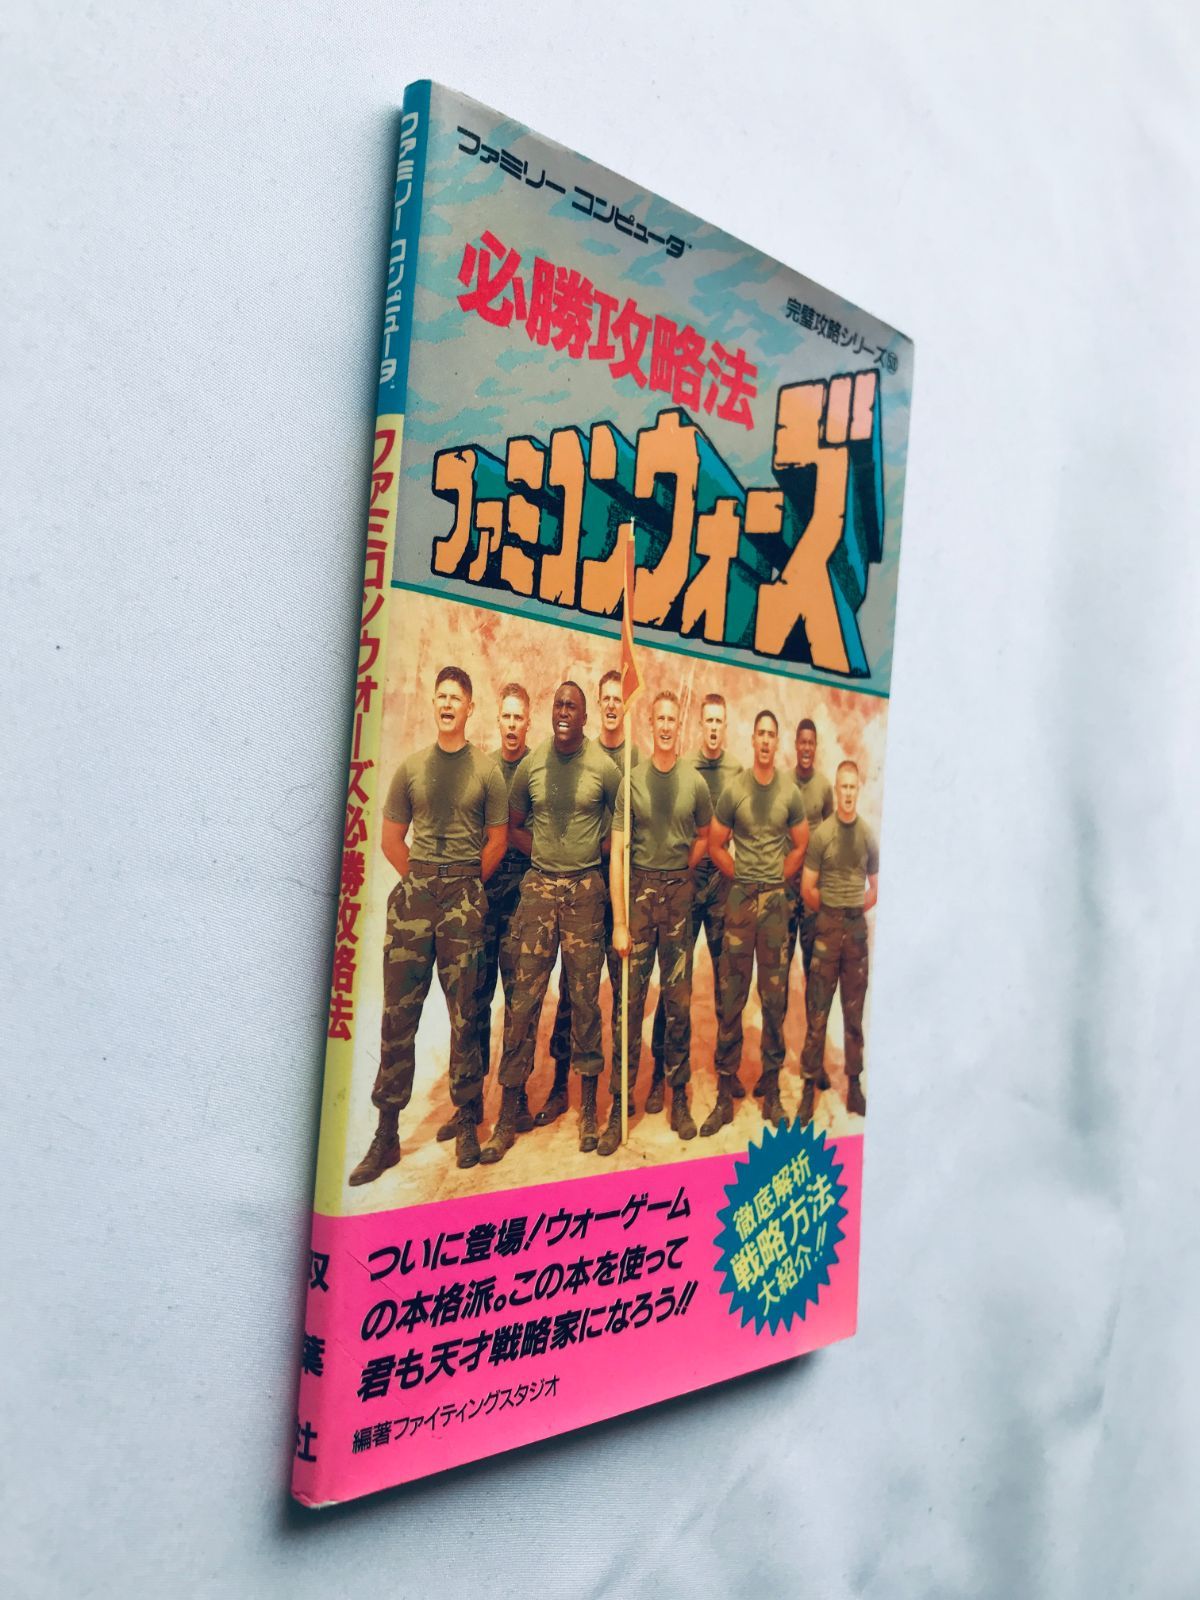 ファミリー コンピュータ™
完璧攻略シリーズ
必勝攻略法
ファミコンウォーズ
ついに登場!ウォーゲーム
の本格派。この本を使って
君も天才戦略家になろう!!
編著ファイティングスタジオ
徹底解析
戦略方法
大紹介!!
ファミリー コンピュータ
ファミコンウォーズ必勝攻略法
双葉社